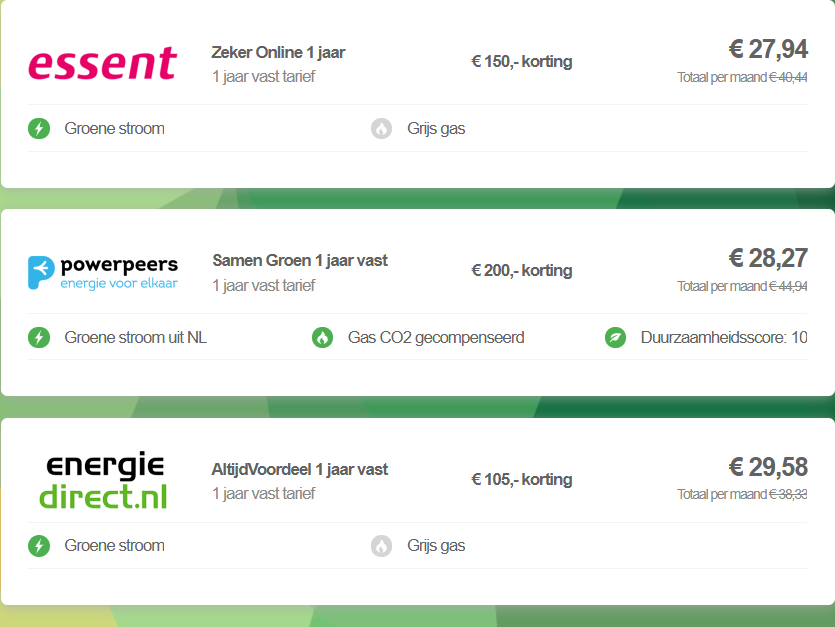 essent
Zeker Online 1 jaar
1 jaar vast tarief
€ 150,- korting
€ 27,94
Totaal per maand € 40,44
Groene stroom
Grijs gas
powerpeers
energie voor elkaar
Samen Groen 1 jaar vast
1 jaar vast tarief
€ 200,- korting
€ 28,27
Totaal per maand € 44,94
Groene stroom uit NL
Gas CO2 gecompenseerd
Duurzaamheidsscore: 10
energie
direct.nl
AltijdVoordeel 1 jaar vast
1 jaar vast tarief
€ 105,- korting
€ 29,58
Totaal per maand € 38,33
Groene stroom
Grijs gas